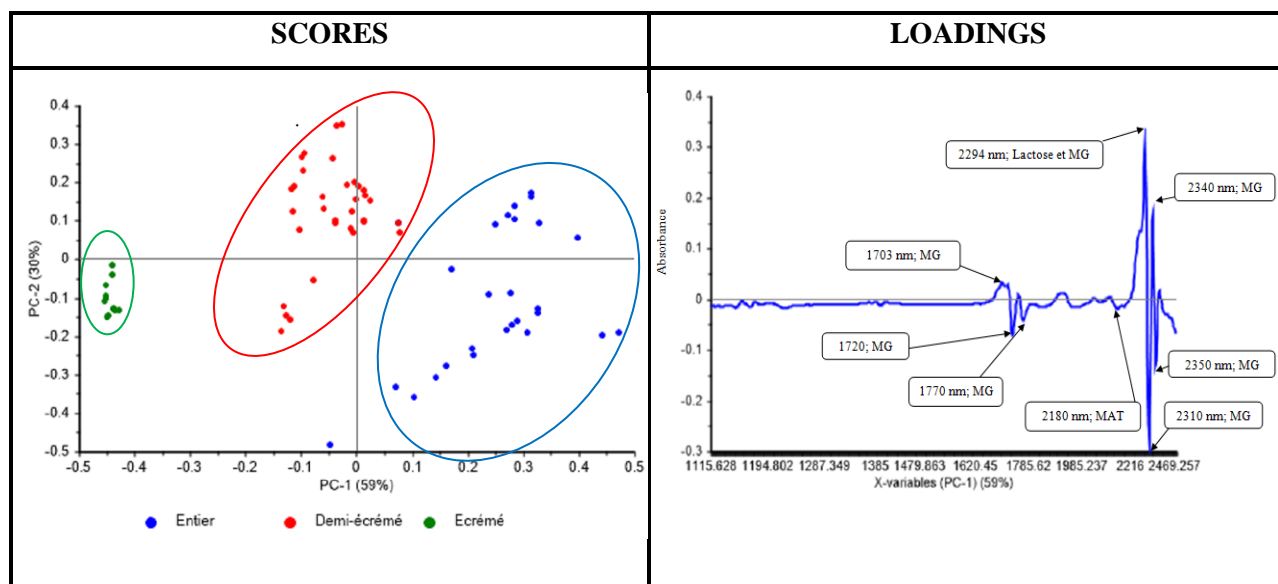 SCORES
LOADINGS
0.4
0.3
0.2
0.1
0
-0.1
-0.2
-0.3
-0.4
-0.5
PC-2 (30%)
-0.5 -0.4 -0.3 -0.2 -0.1 0 0.1 0.2 0.3 0.4 0.5
PC-1 (59%)
Entier Demi-écrémé Ecrémé
0.4
0.3
0.2
0.1
0
-0.1
-0.2
-0.3
Absorbance
2294 nm; Lactose et MG
2340 nm; MG
1703 nm; MG
1720; MG
1770 nm; MG
2180 nm; MAT
2350 nm; MG
2310 nm; MG
1115.628 1194.802 1287.349 1385 1479.863 1620.45 1785.62 1985.237 2216 2469.257
X-variables (PC-1) (59%)